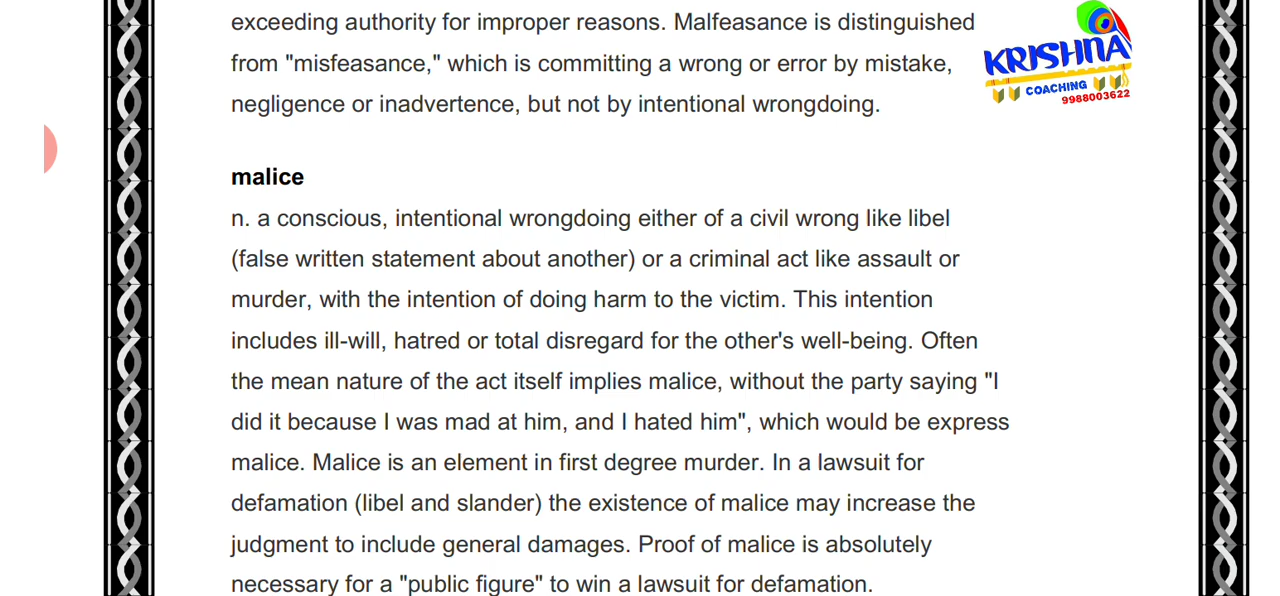 exceeding authority for improper reasons. Malfeasance is distinguished
from "misfeasance," which is committing a wrong or error by mistake,
negligence or inadvertence, but not by intentional wrongdoing.
KRISHNA
COACHING
9988003622
malice
n. a conscious, intentional wrongdoing either of a civil wrong like libel
(false written statement about another) or a criminal act like assault or
murder, with the intention of doing harm to the victim. This intention
includes ill-will, hatred or total disregard for the other's well-being. Often
the mean nature of the act itself implies malice, without the party saying "I
did it because I was mad at him, and I hated him", which would be express
malice. Malice is an element in first degree murder. In a lawsuit for
defamation (libel and slander) the existence of malice may increase the
judgment to include general damages. Proof of malice is absolutely
necessary for a "public figure" to win a lawsuit for defamation.